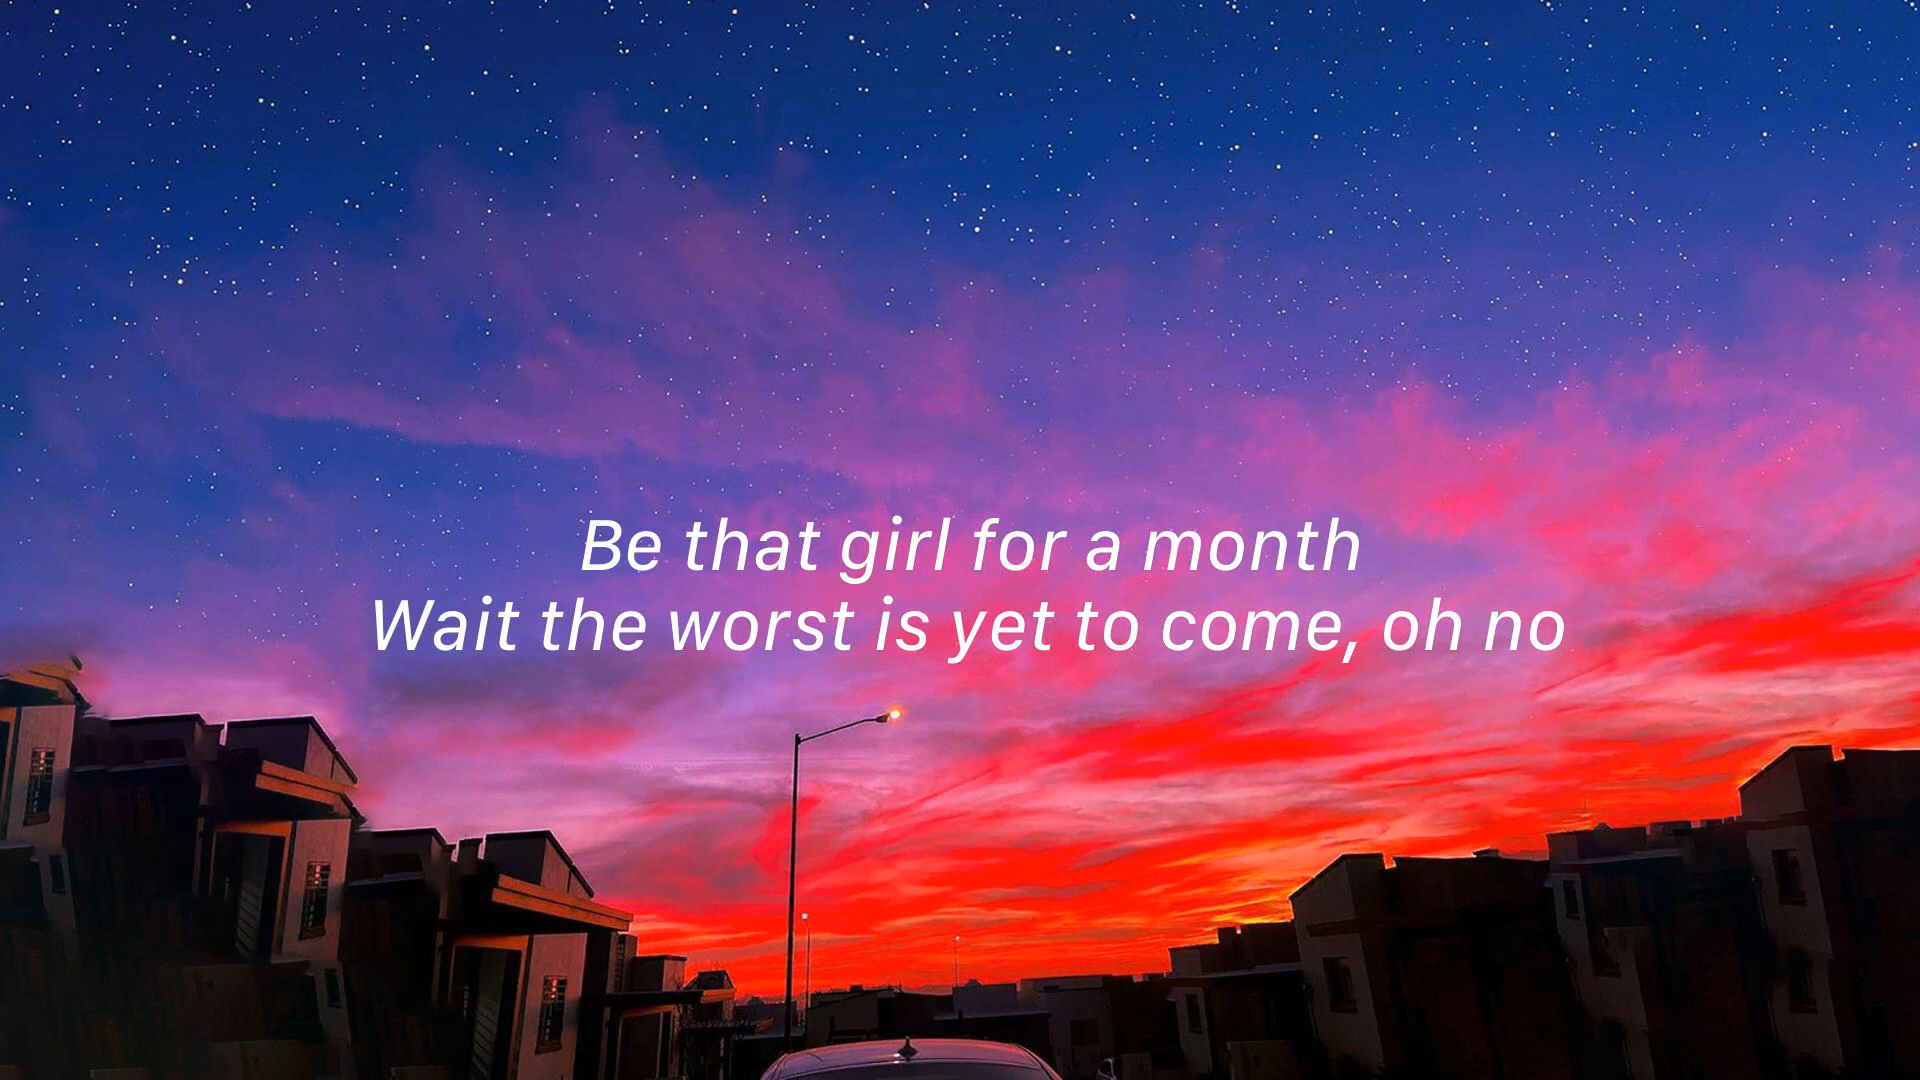 Be that girl for a month
Wait the worst is yet to come, oh no